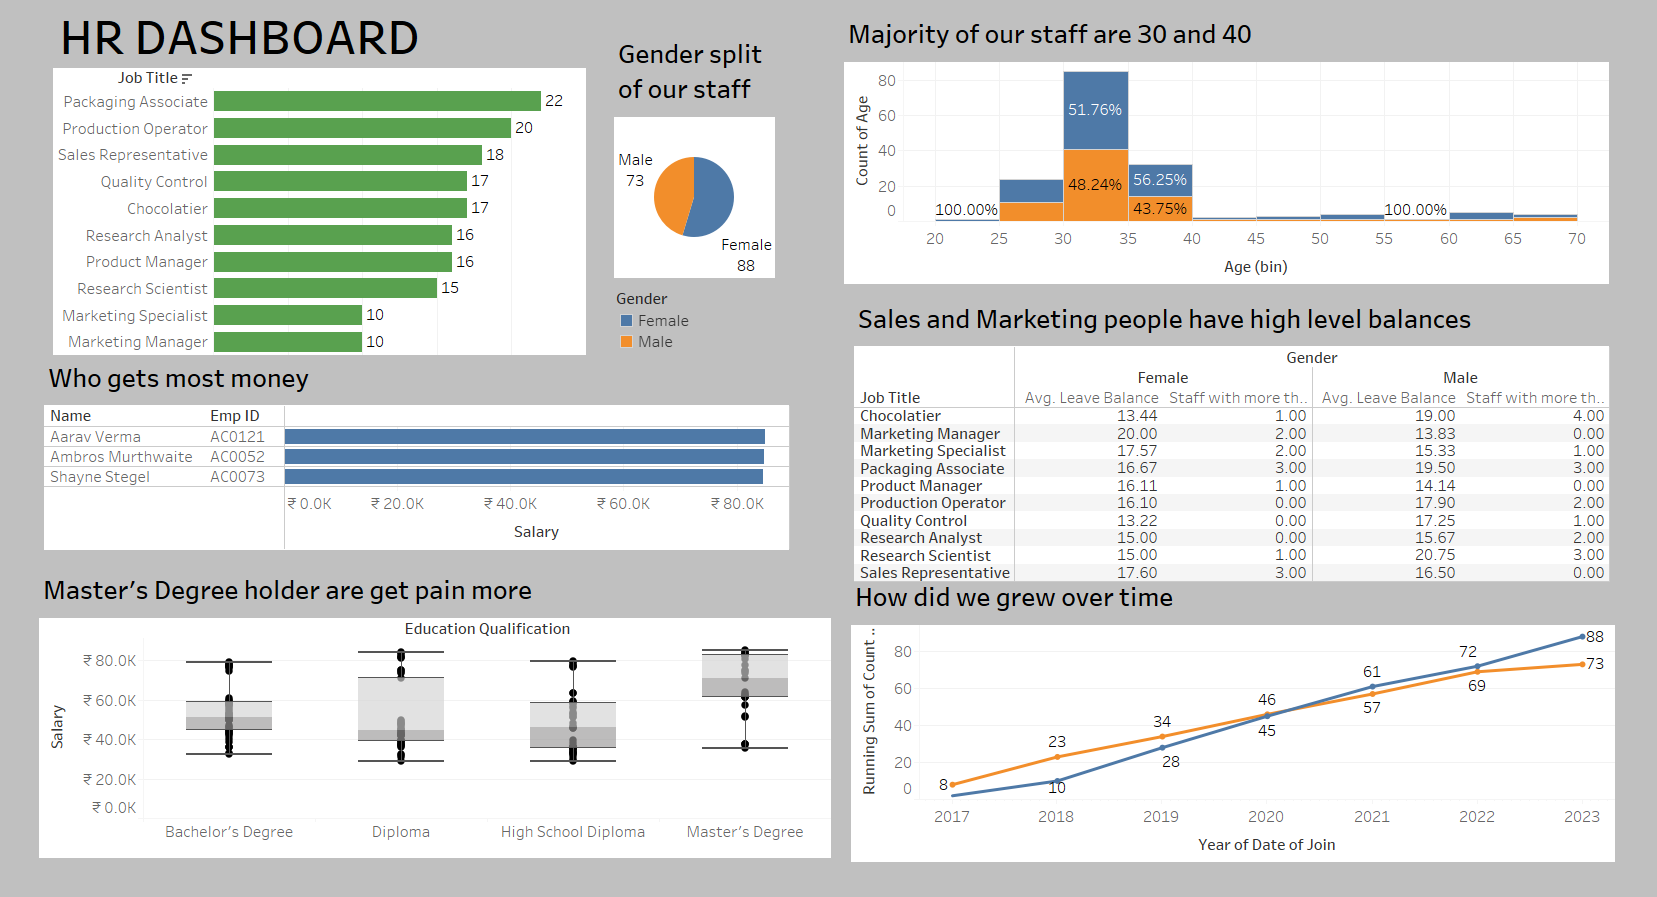 HR DASHBOARD
Job Title
Packaging Associate 22
Production Operator 20
Sales Representative 18
Quality Control 17
Chocolatier 17
Research Analyst 16
Product Manager 16
Research Scientist 15
Marketing Specialist 10
Marketing Manager 10
Gender split
of our staff
Male
73
Female
88
Gender
Female
Male
Majority of our staff are 30 and 40
Count of Age
80
60
40
20
0
51.76%
48.24%
56.25%
43.75%
100.00%
100.00%
20 25 30 35 40 45 50 55 60 65 70
Age (bin)
Who gets most money
Name Emp ID
Aarav Verma AC0121
Ambros Murthwaite AC0052
Shayne Stegel AC0073
₹ 0.0K ₹ 20.0K ₹ 40.0K ₹ 60.0K ₹ 80.0K
Salary
Sales and Marketing people have high level balances
Gender
Female Male
Job Title Avg. Leave Balance Staff with more th.. Avg. Leave Balance Staff with more th..
Chocolatier 13.44 1.00 19.00 4.00
Marketing Manager 20.00 2.00 13.83 0.00
Marketing Specialist 17.57 2.00 15.33 1.00
Packaging Associate 16.67 3.00 19.50 3.00
Product Manager 16.11 1.00 14.14 0.00
Production Operator 16.10 0.00 17.90 2.00
Quality Control 13.22 0.00 17.25 1.00
Research Analyst 15.00 0.00 15.67 2.00
Research Scientist 15.00 1.00 20.75 3.00
Sales Representative 17.60 3.00 16.50 0.00
Master's Degree holder are get pain more
Education Qualification
Salary
₹ 80.0K
₹ 60.0K
₹ 40.0K
₹ 20.0K
₹ 0.0K
Bachelor's Degree Diploma High School Diploma Master's Degree
How did we grew over time
Running Sum of Count ..
80
60
40
20
0
8
23
10
34
28
46
45
61
57
72
69
88
73
2017 2018 2019 2020 2021 2022 2023
Year of Date of Join